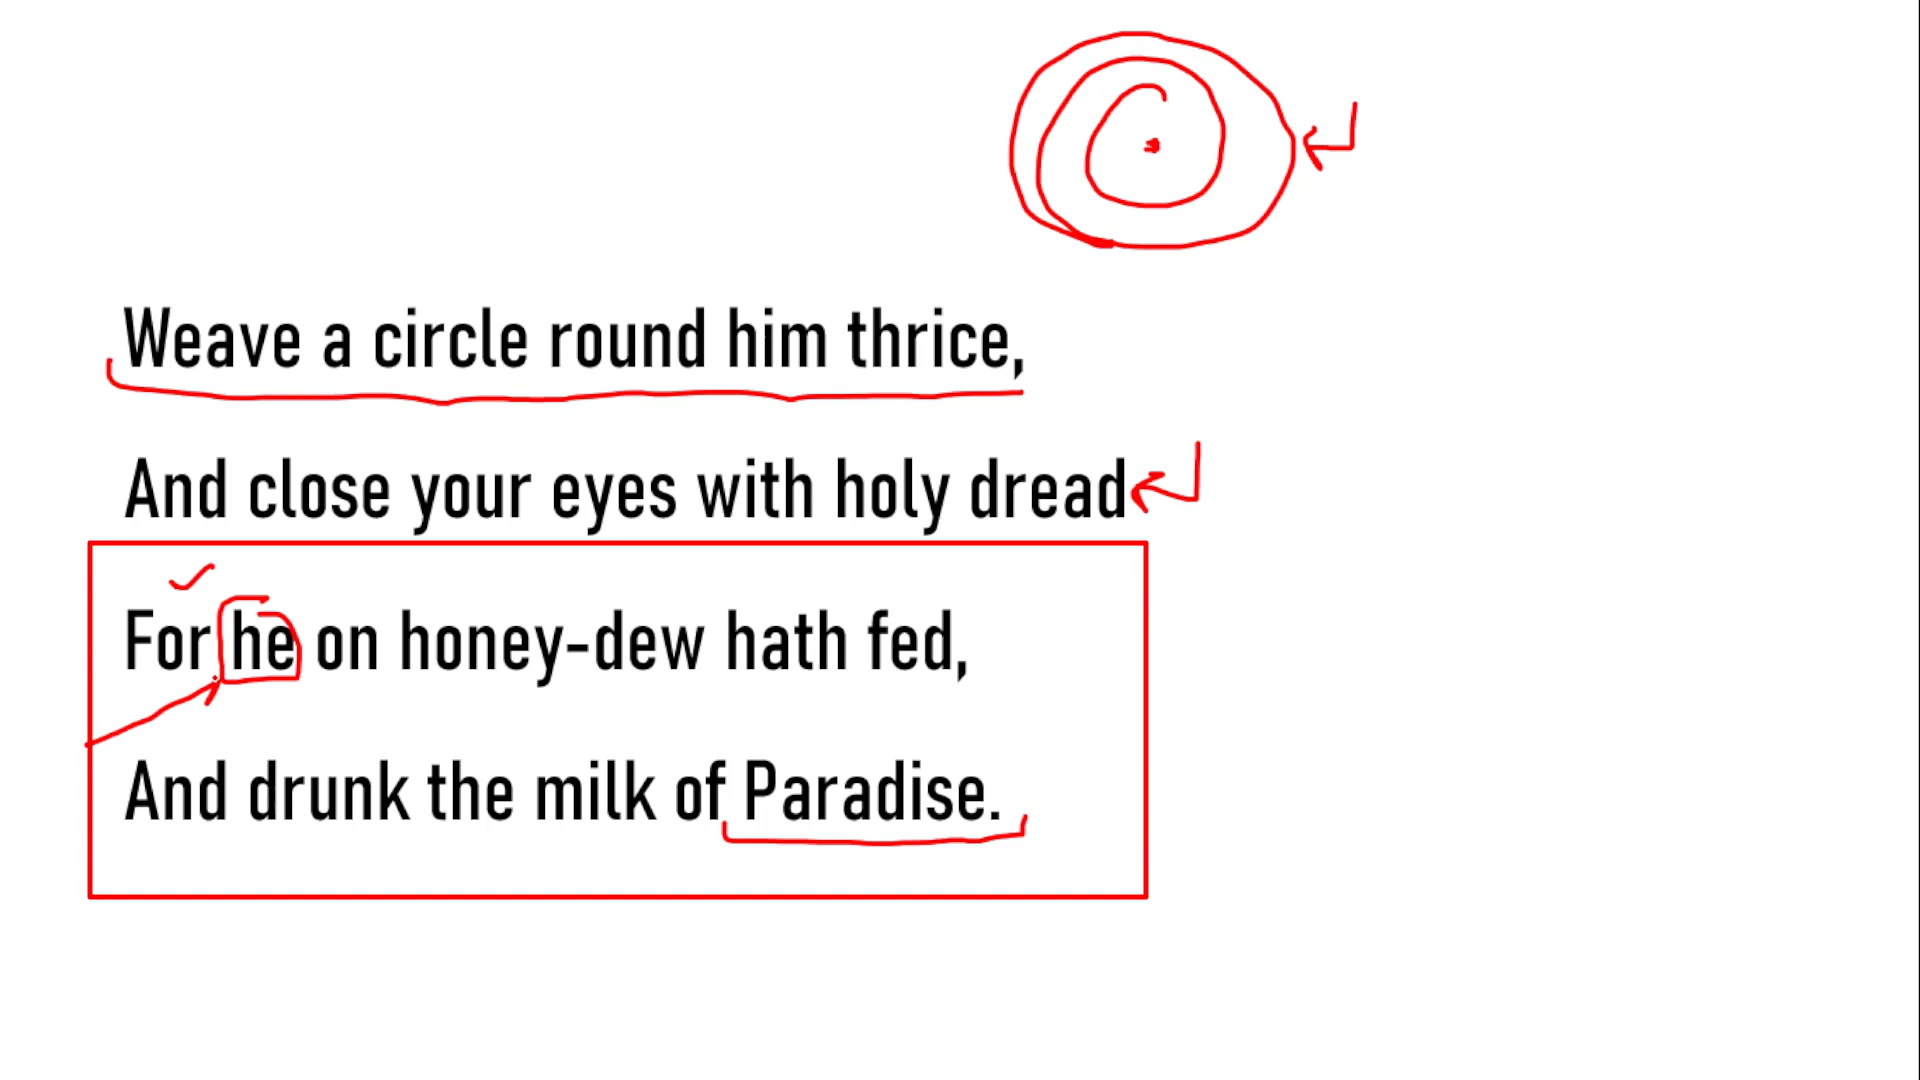 Weave a circle round him thrice,
And close your eyes with holy dread
For he on honey-dew hath fed,
And drunk the milk of Paradise.